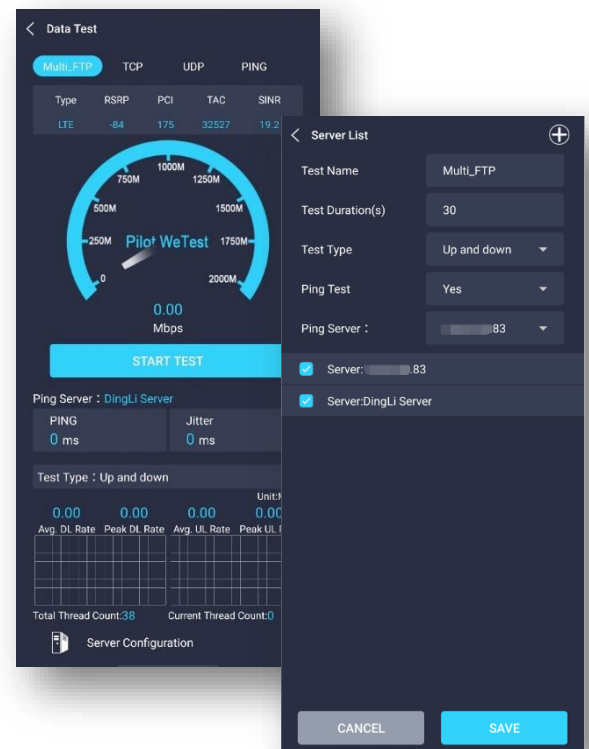 Data Test
Multi_FTP TCP UDP PING
Type RSRP PCI TAC SINR
LTE -84 175 32527 19.2
1000M
750M 1250M
500M 1500M
250M Pilot WeTest 1750M
0 2000M
0.00
Mbps
START TEST
Ping Server：DingLi Server
PING Jitter
0 ms 0 ms
Test Type：Up and down
0.00 0.00 0.00 0.00
Avg. DL Rate Peak DL Rate Avg. UL Rate Peak UL
Total Thread Count:38 Current Thread Count:0
Server Configuration
Server List
Test Name Multi_FTP
Test Duration(s) 30
Test Type Up and down
Ping Test Yes
Ping Server： 83
Server: .83
Server:DingLi Server
CANCEL SAVE